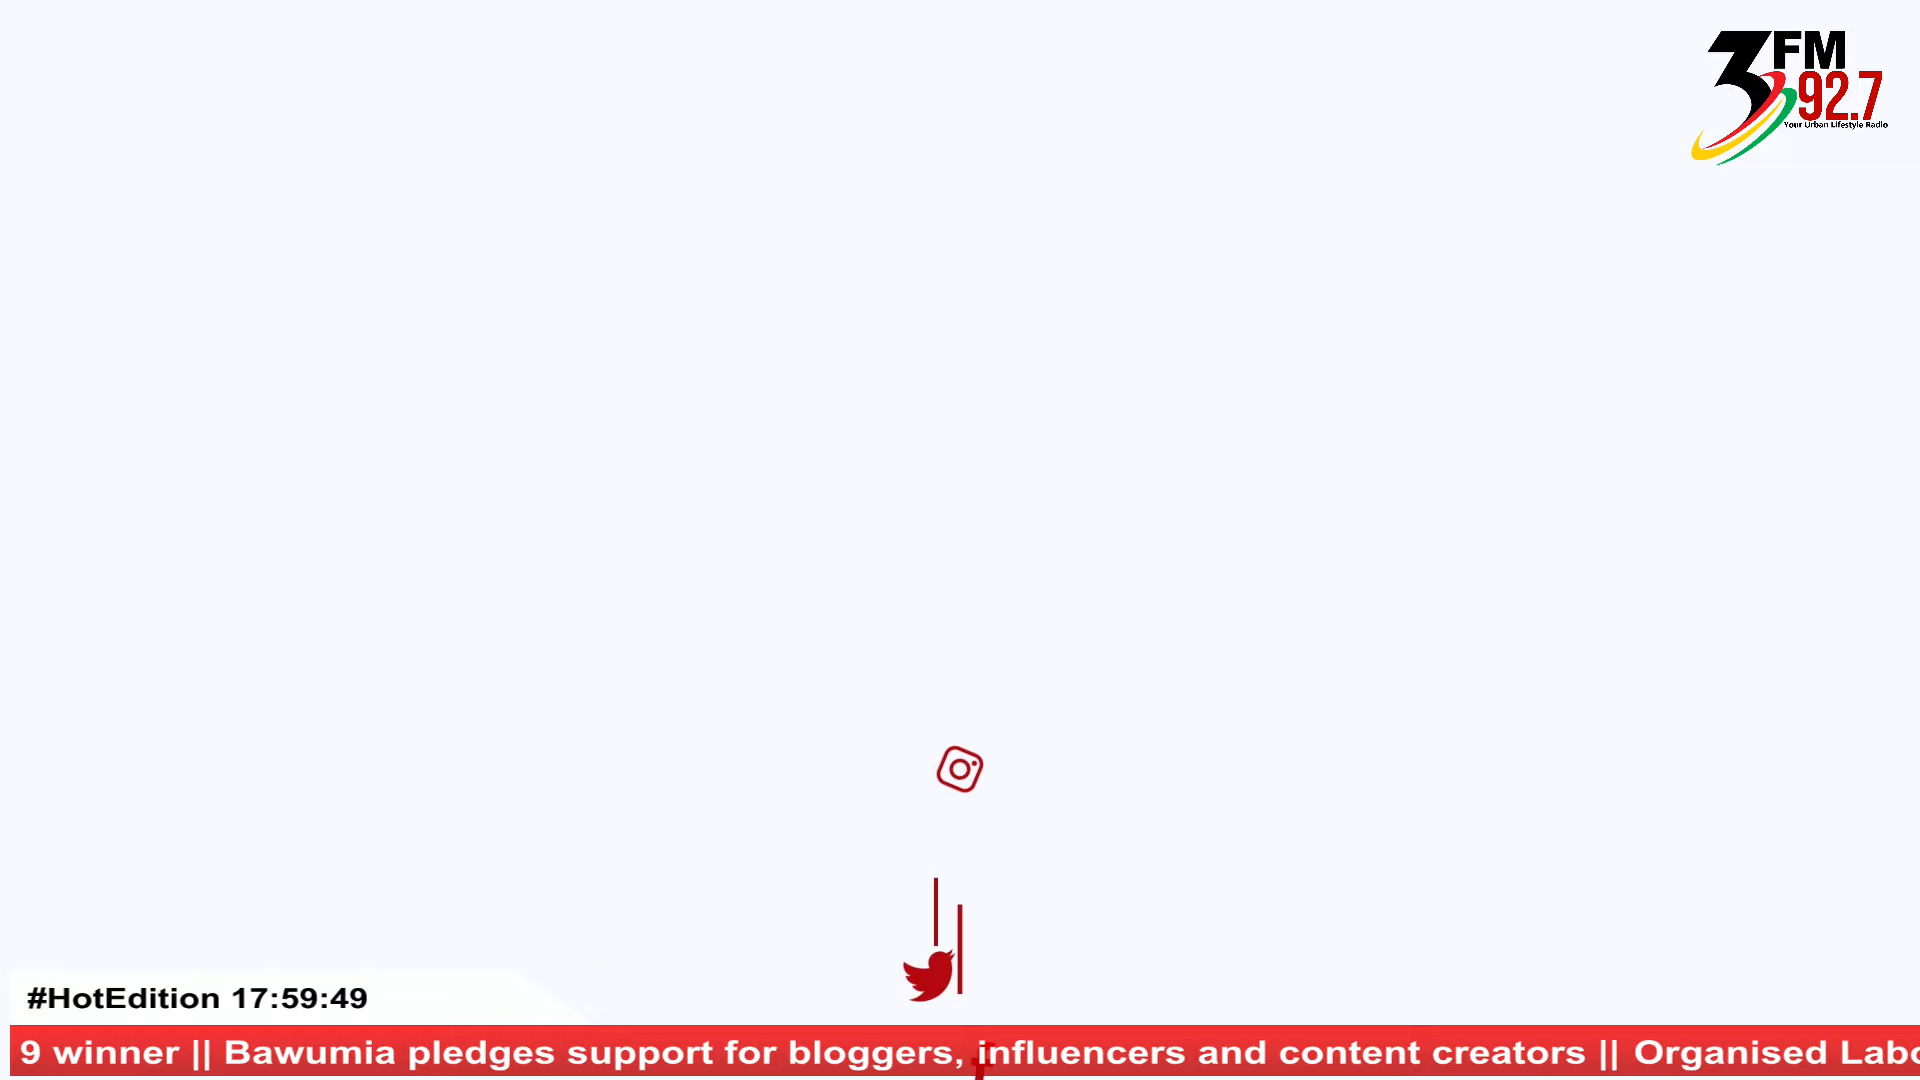 3FM
92.7
Your Urban Lifestyle Radio
#HotEdition 17:59:49
9 winner || Bawumia pledges support for bloggers, influencers and content creators || Organised Labo